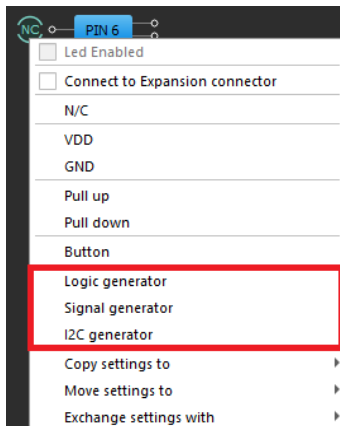 NC PIN 6
Led Enabled
Connect to Expansion connector
N/C
VDD
GND
Pull up
Pull down
Button
Logic generator
Signal generator
I2C generator
Copy settings to
Move settings to
Exchange settings with